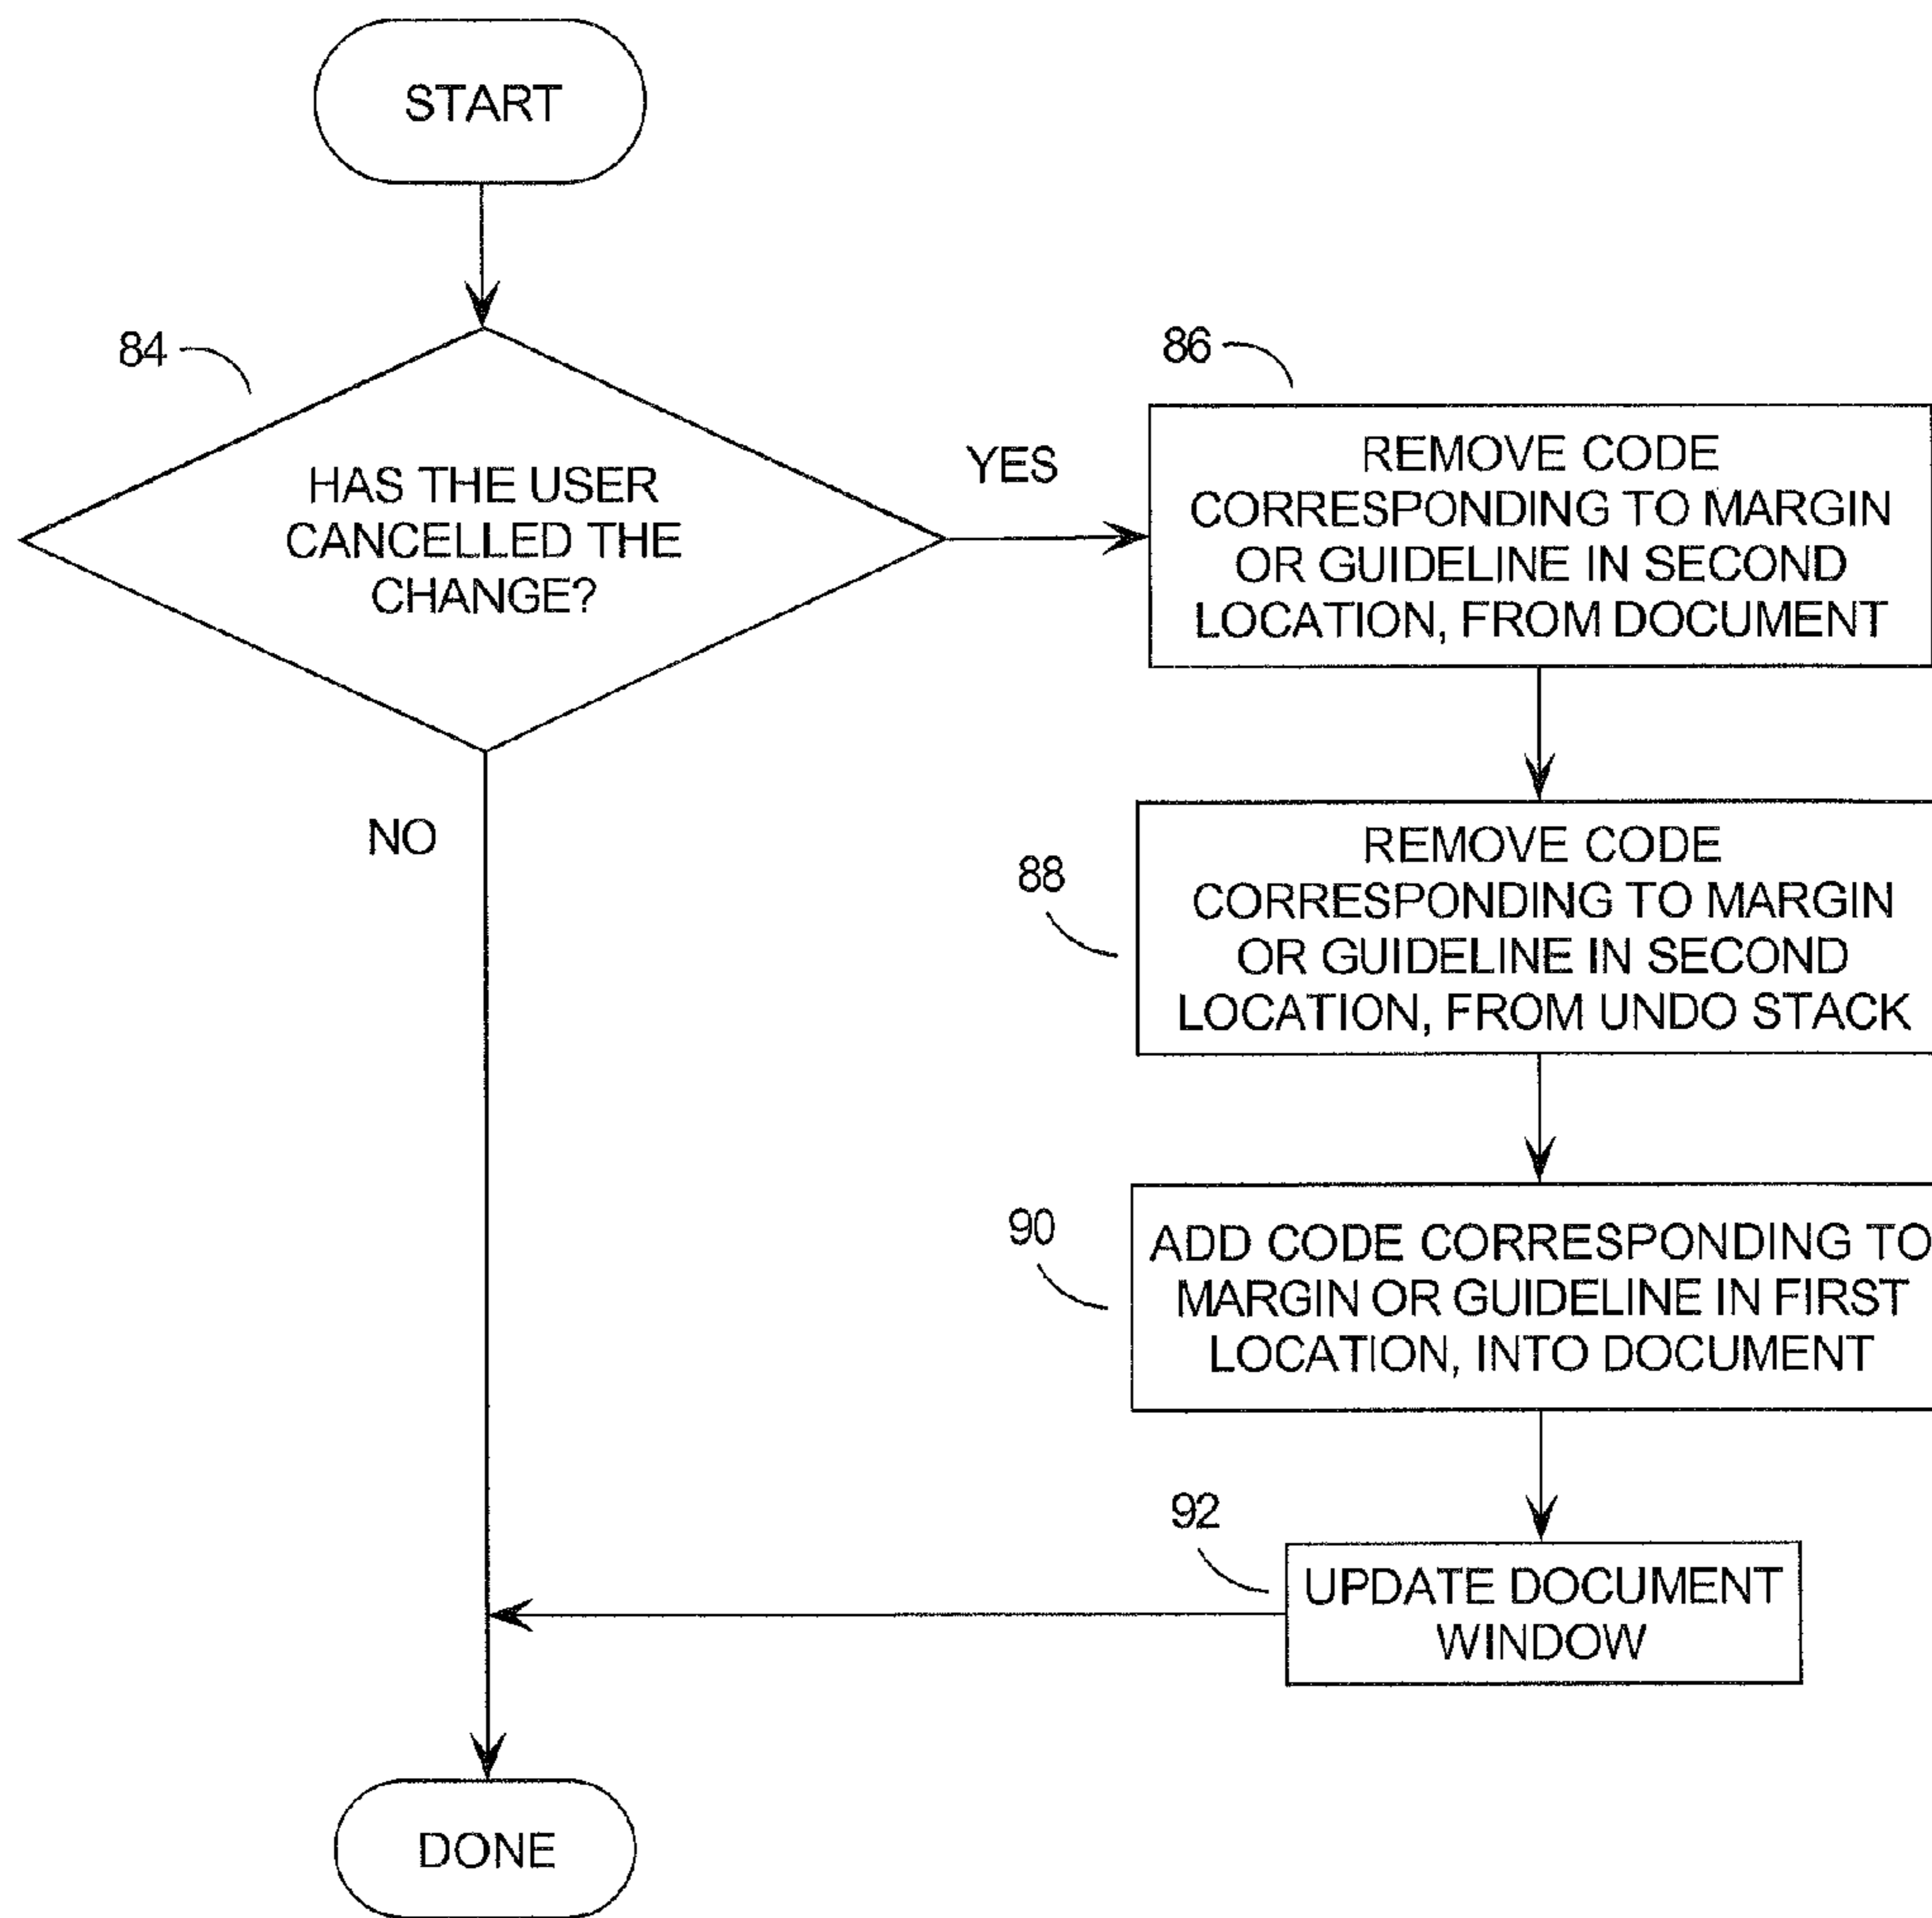 START
84
HAS THE USER
CANCELLED THE
CHANGE?
YES
NO
86
REMOVE CODE
CORRESPONDING TO MARGIN
OR GUIDELINE IN SECOND
LOCATION, FROM DOCUMENT
88
REMOVE CODE
CORRESPONDING TO MARGIN
OR GUIDELINE IN SECOND
LOCATION, FROM UNDO STACK
90
ADD CODE CORRESPONDING TO
MARGIN OR GUIDELINE IN FIRST
LOCATION, INTO DOCUMENT
92
UPDATE DOCUMENT
WINDOW
DONE